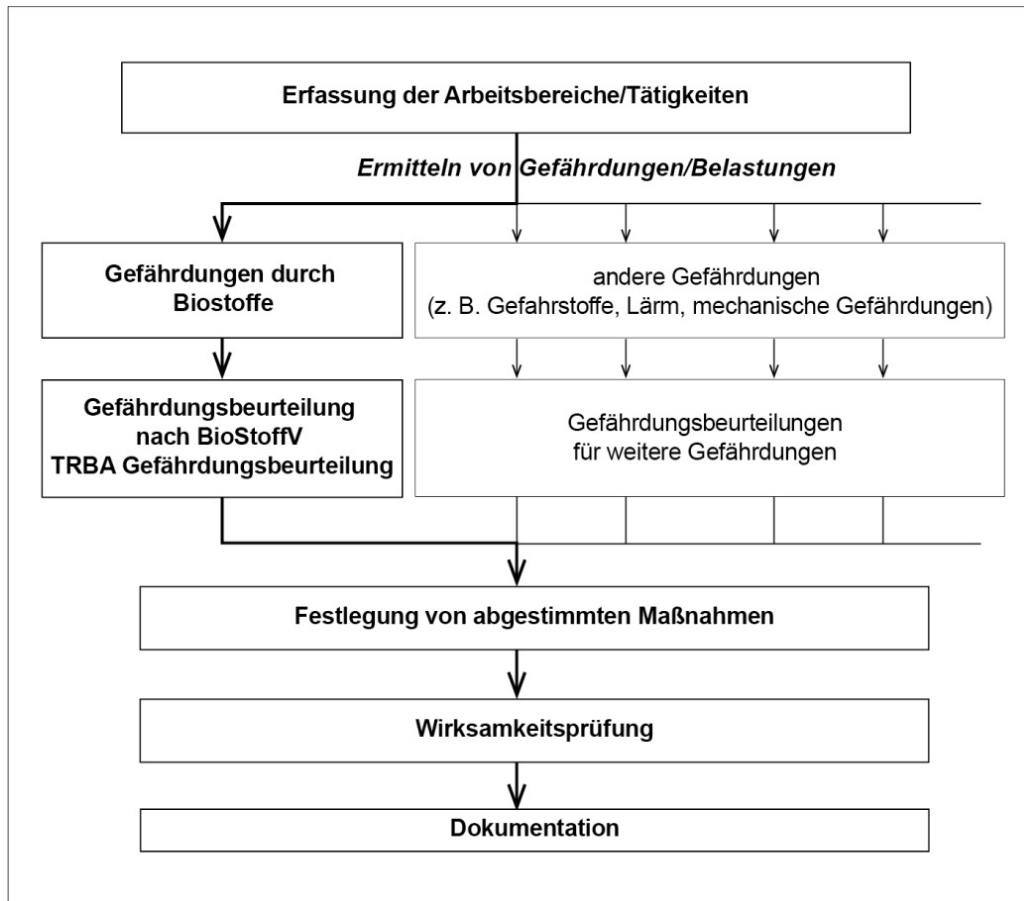 Erfassung der Arbeitsbereiche/Tätigkeiten
Ermitteln von Gefährdungen/Belastungen
Gefährdungen durch
Biostoffe
andere Gefährdungen
(z. B. Gefahrstoffe, Lärm, mechanische Gefährdungen)
Gefährdungsbeurteilung
nach BioStoffV
TRBA Gefährdungsbeurteilung
Gefährdungsbeurteilungen
für weitere Gefährdungen
Festlegung von abgestimmten Maßnahmen
Wirksamkeitsprüfung
Dokumentation